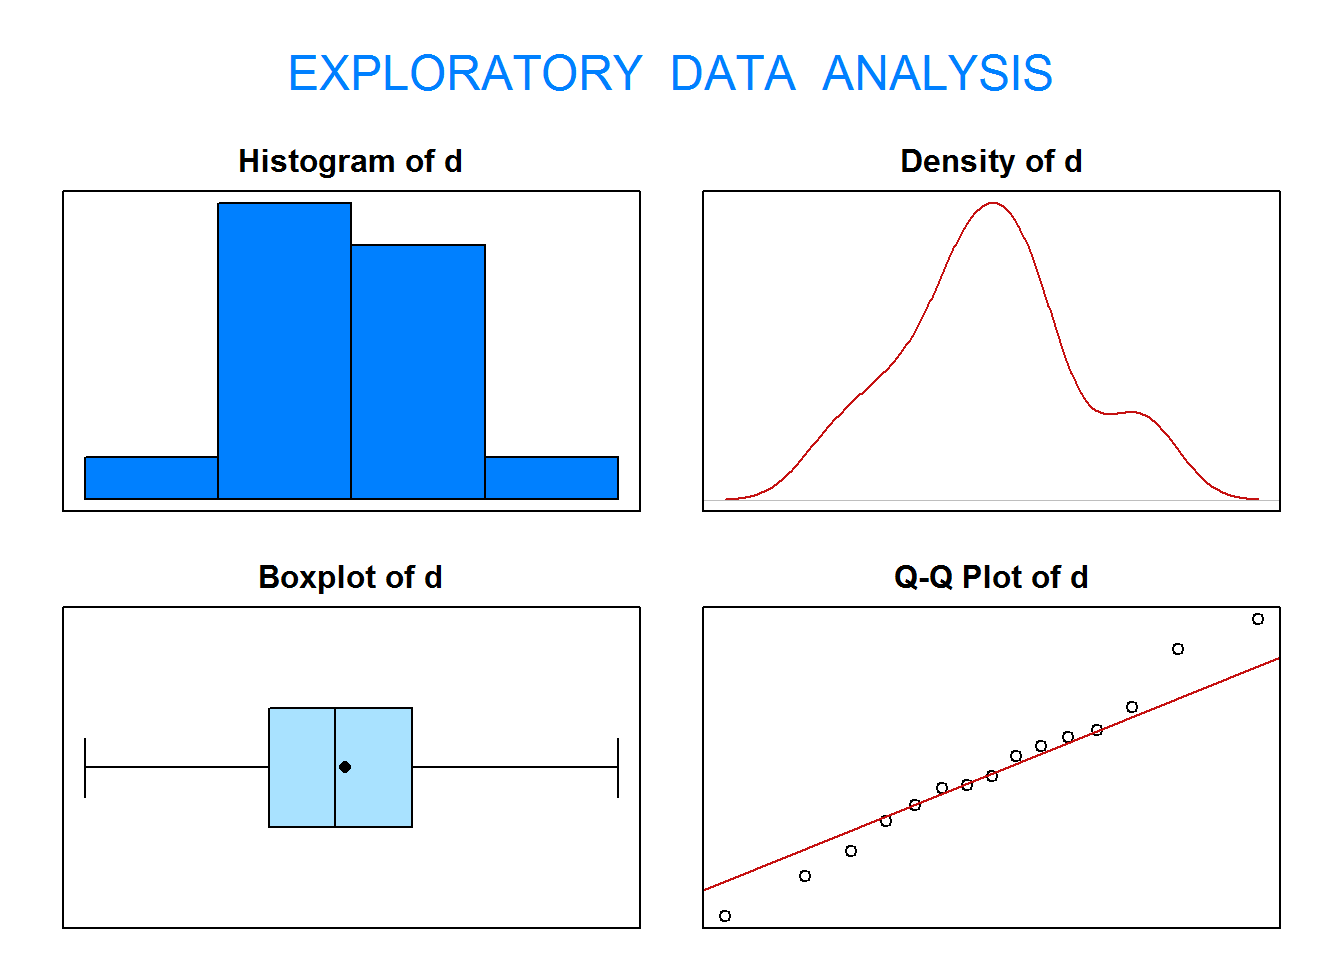 EXPLORATORY DATA ANALYSIS
Histogram of d
Density of d
Boxplot of d
Q-Q Plot of d